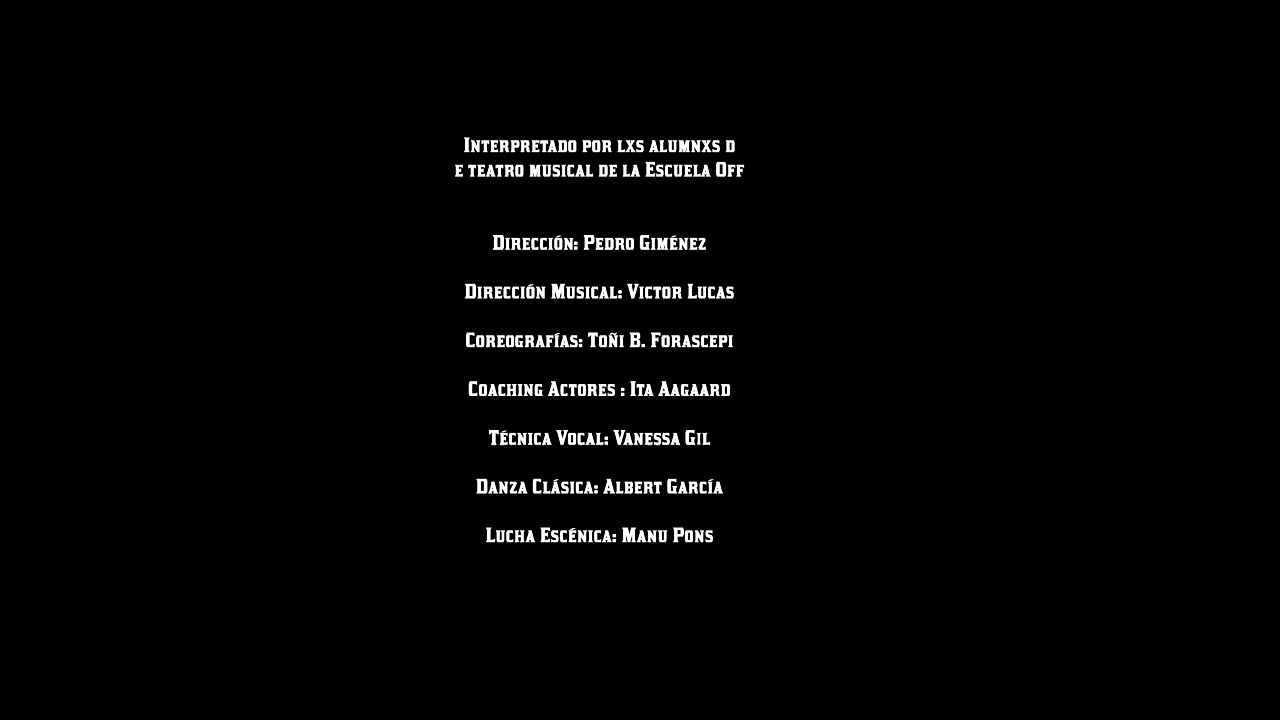 Interpretado por lxs alumnxs d
e teatro musical de la Escuela Off
Dirección: Pedro Giménez
Dirección Musical: Victor Lucas
Coreografías: Toñi B. Forascepi
Coaching Actores : Ita Aagaard
Técnica Vocal: Vanessa Gil
Danza Clásica: Albert García
Lucha Escénica: Manu Pons